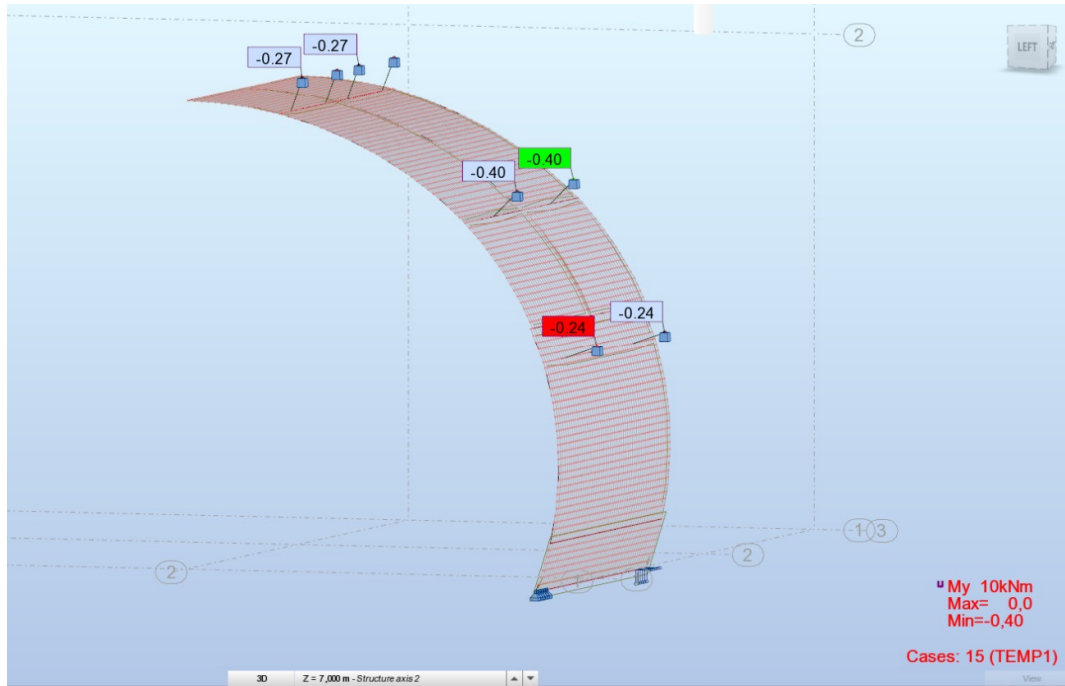 2
LEFT
-0.27
-0.27
-0.40
-0.40
-0.24
-0.24
1
3
2
2
1
My 10kNm
Max= 0,0
Min=-0,40
Cases: 15 (TEMP1)
3D
Z = 7,000 m - Structure axis 2
View